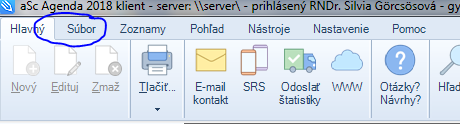 aSc Agenda 2018 klient - server: \\server\ - prihlásený RNDr. Silvia Görcsösová - gy
Hlavný Súbor Zoznamy Pohľad Nástroje Nastavenie Pomoc
Nový Edituj Zmaž Tlačiť... E-mail kontakt SRS Odoslať štatistiky WWW Otázky? Návrhy? Hľad